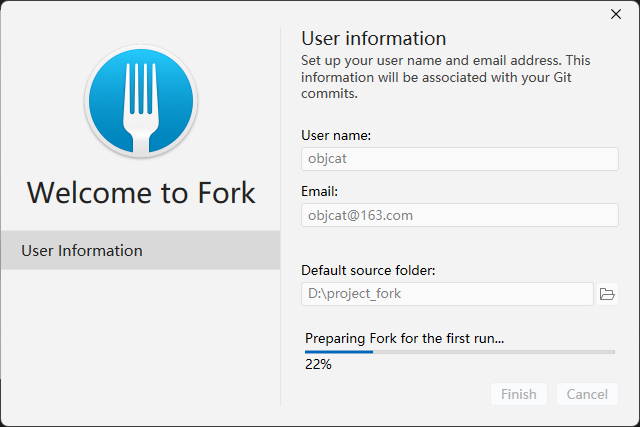 Welcome to Fork
User Information
User information
Set up your user name and email address. This
information will be associated with your Git
commits.
User name:
objcat
Email:
objcat@163.com
Default source folder:
D:\project_fork
Preparing Fork for the first run...
22%
Finish
Cancel